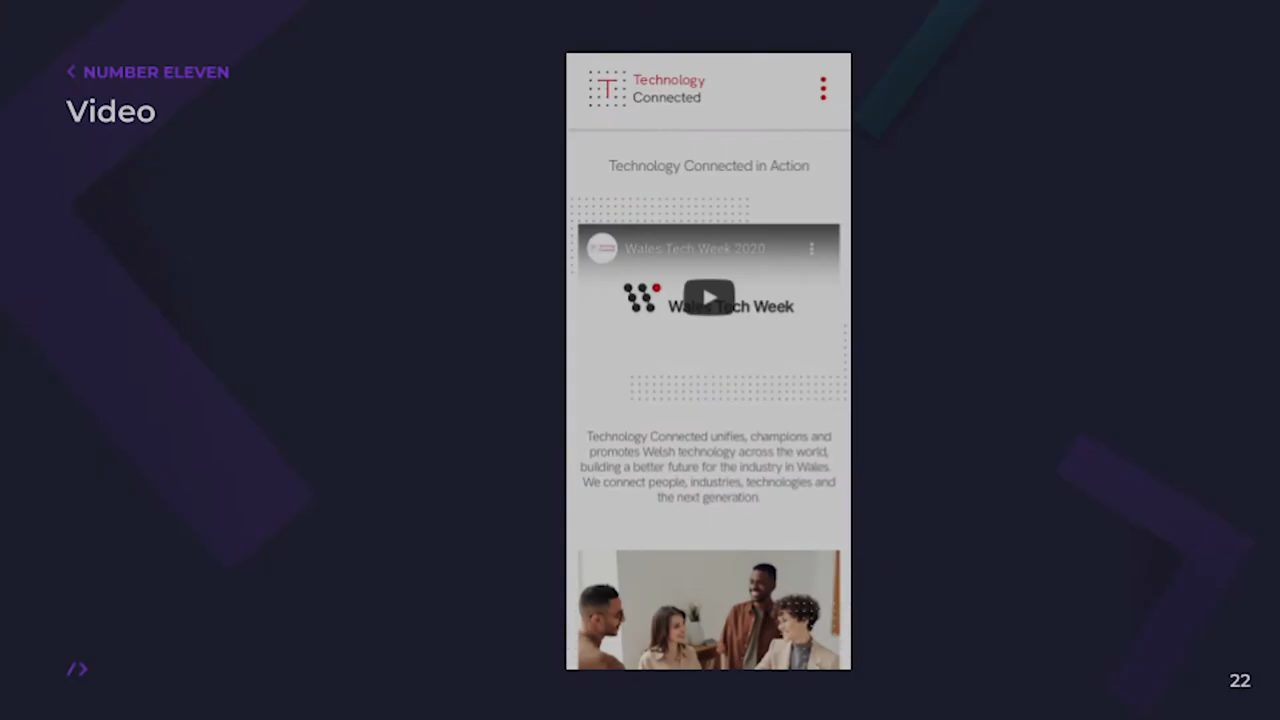 < NUMBER ELEVEN
Video
T
Technology
Connected
Technology Connected in Action
Wales Tech Week 2020
Wales Tech Week
Technology Connected unifies, champions and
promotes Welsh technology across the world,
building a better future for the industry in Wales.
We connect people, industries, technologies and
the next generation.
/>
22